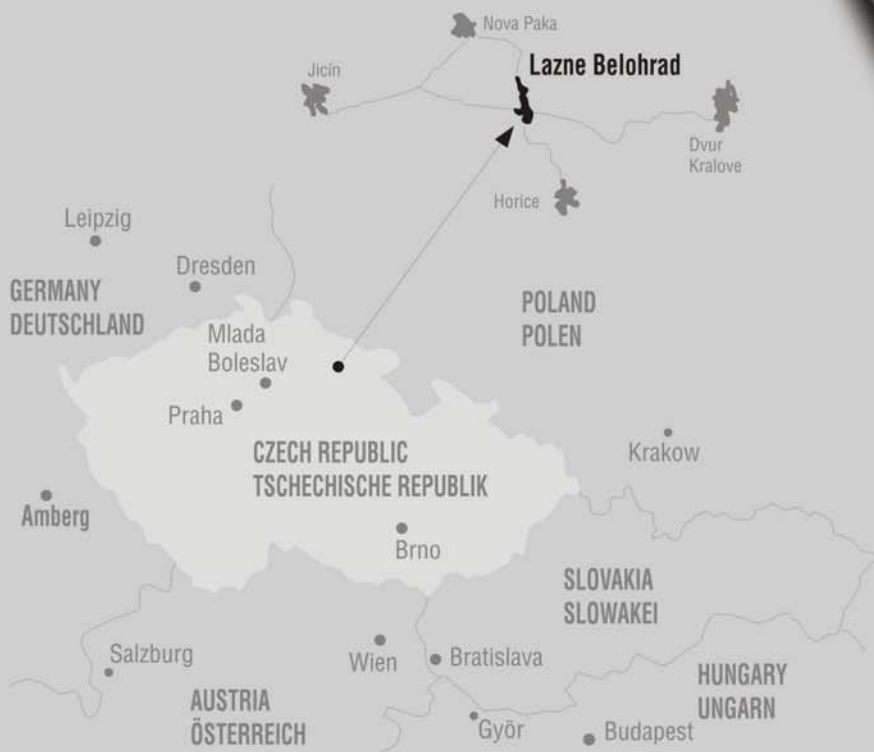 Nova Paka
Lazne Belohrad
Jicín
Dvur
Kralove
Horice
Leipzig
Dresden
GERMANY
DEUTSCHLAND
POLAND
POLEN
Mlada
Boleslav
Praha
CZECH REPUBLIC
TSCHECHISCHE REPUBLIK
Krakow
Amberg
Brno
SLOVAKIA
SLOWAKEI
Salzburg
Wien
Bratislava
HUNGARY
UNGARN
AUSTRIA
ÖSTERREICH
Györ
Budapest